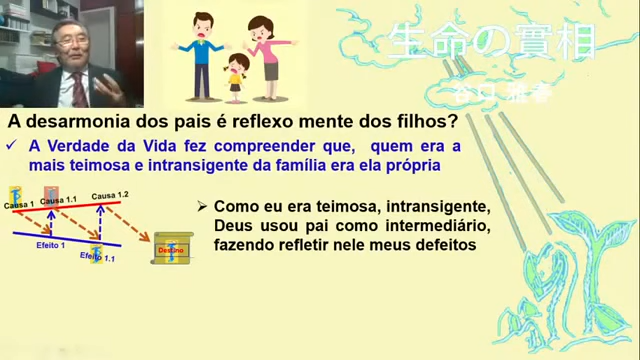 生命の實相
谷口 雅春
A desarmonia dos pais é reflexo mente dos filhos?
✓ A Verdade da Vida fez compreender que, quem era a
mais teimosa e intransigente da família era ela própria
Causa 1
Causa 1.1
Causa 1.2
Efeito 1
Efeito 1.1
Destino
➢ Como eu era teimosa, intransigente,
Deus usou pai como intermediário,
fazendo refletir nele meus defeitos